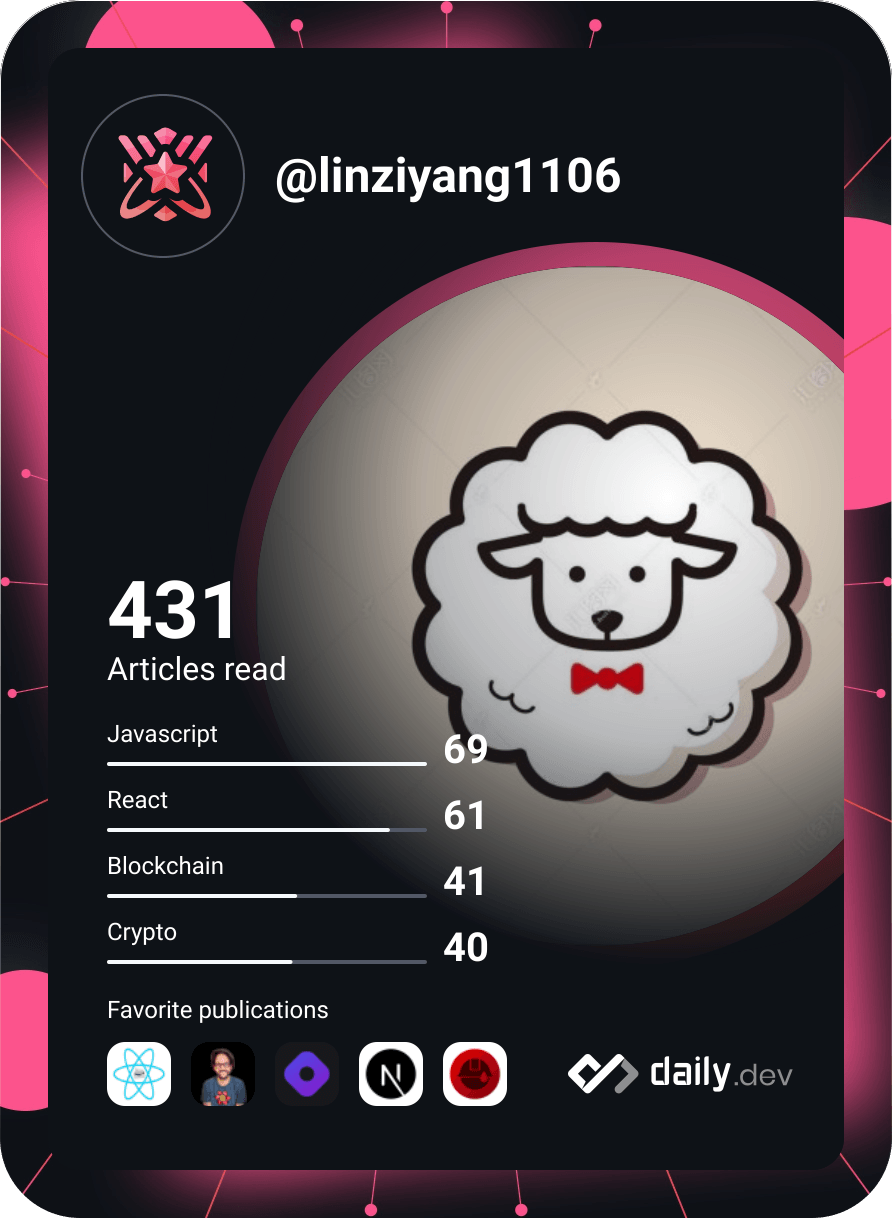 @linziyang1106
431
Articles read
Javascript
69
React
61
Blockchain
41
Crypto
40
Favorite publications
N
daily.dev